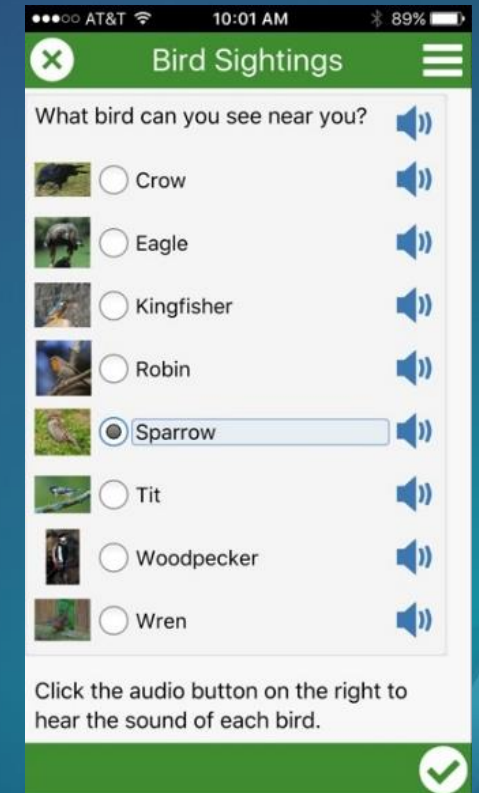 AT&T 10:01 AM 89%
Bird Sightings
What bird can you see near you?
Crow
Eagle
Kingfisher
Robin
Sparrow
Tit
Woodpecker
Wren
Click the audio button on the right to
hear the sound of each bird.